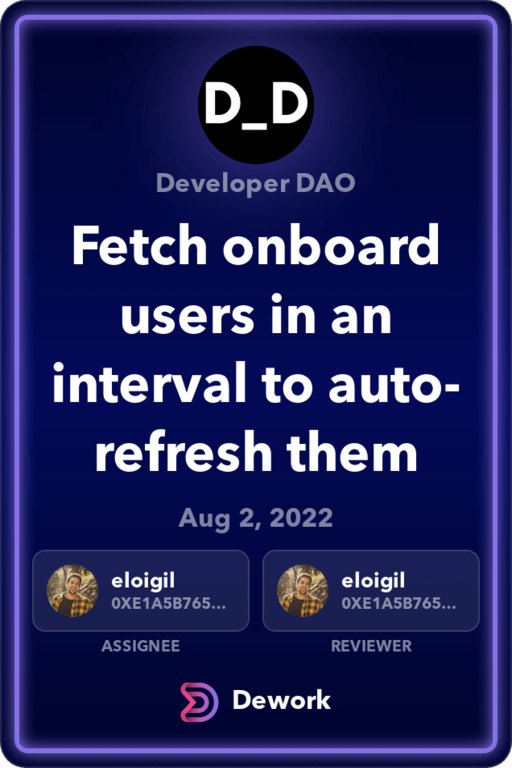 D_D
Developer DAO
Fetch onboard
users in an
interval to auto-
refresh them
Aug 2, 2022
eloigil
0XE1A5B765...
ASSIGNEE
eloigil
0XE1A5B765...
REVIEWER
Dework